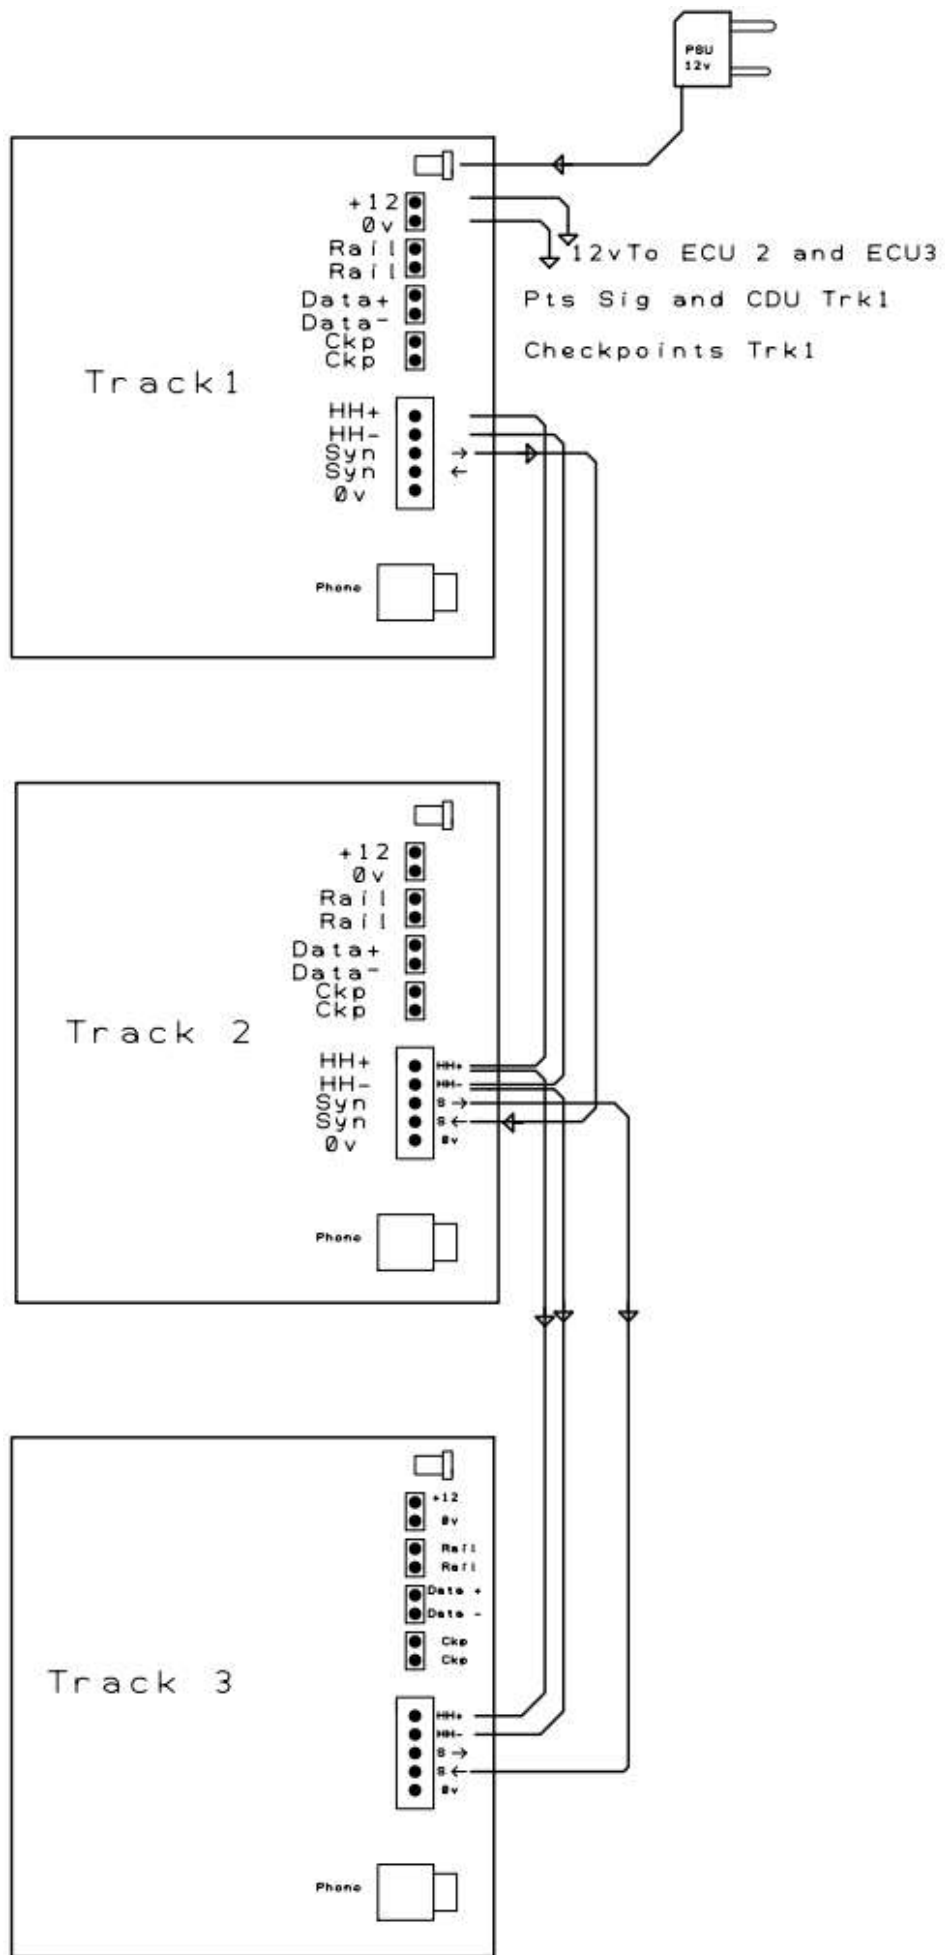 PSU
12v
+12
0v
12vTo ECU 2 and ECU3
Rail
Rail
Data+
Pts Sig and CDU Trk1
Data-
Ckp
Ckp
Checkpoints Trk1
Track1
HH+
HH-
Syn →
Syn ←
0v
Phone
+12
0v
Rail
Rail
Data+
Data-
Ckp
Ckp
Track 2
HH+ HH+
HH- HH-
Syn S →
Syn S ←
0v 0v
Phone
+12
0v
Rail
Rail
Data +
Data -
Ckp
Ckp
Track 3
HH+
HH-
S →
S ←
0v
Phone